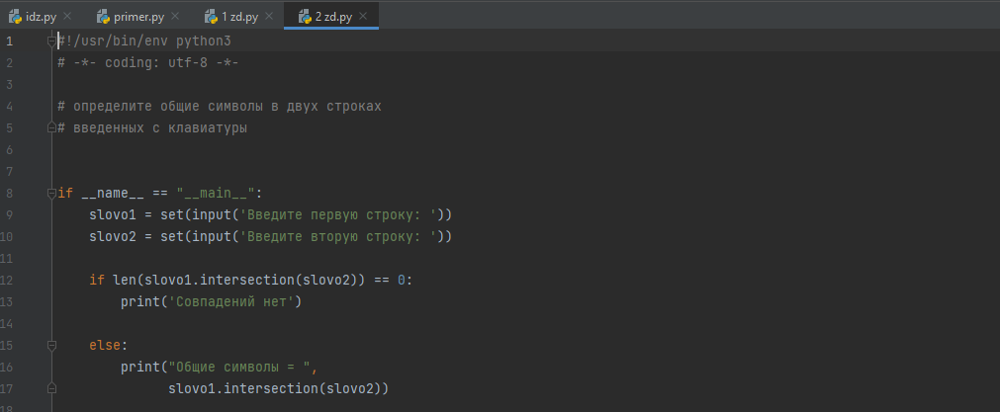 idz.py primer.py 1 zd.py 2 zd.py
1 #!/usr/bin/env python3
2 # -*- coding: utf-8 -*-
3
4 # определите общие символы в двух строках
5 # введенных с клавиатуры
6
7
8 if __name__ == "__main__":
9     slovo1 = set(input('Введите первую строку: '))
10     slovo2 = set(input('Введите вторую строку: '))
11
12     if len(slovo1.intersection(slovo2)) == 0:
13         print('Совпадений нет')
14
15     else:
16         print("Общие символы = ",
17               slovo1.intersection(slovo2))
18